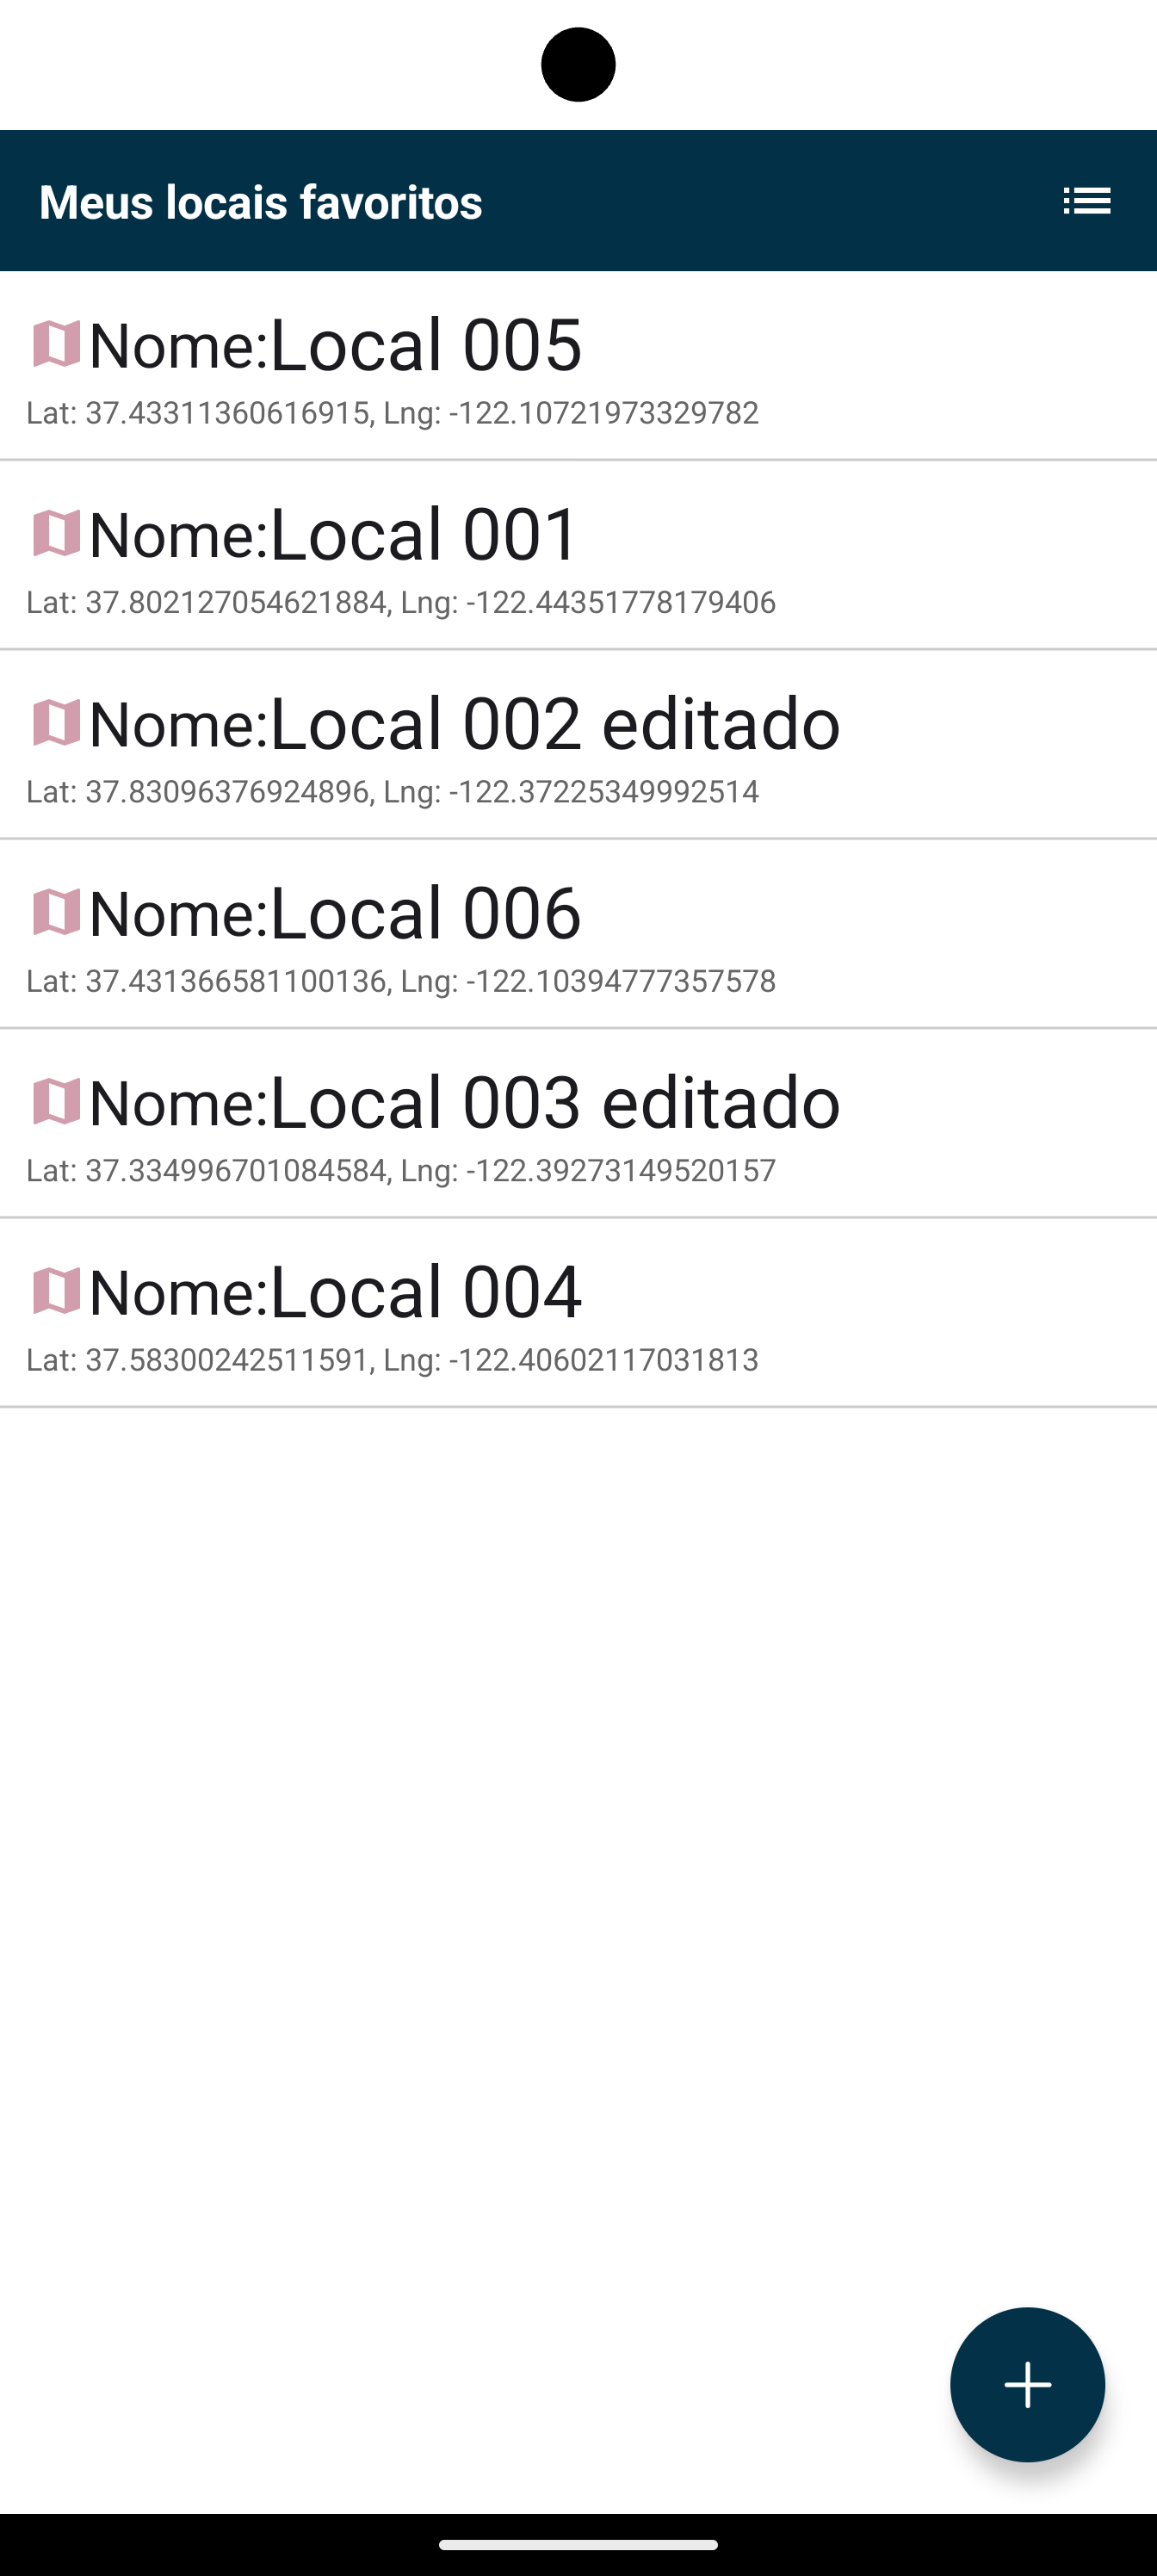 Meus locais favoritos
Nome:Local 005
Lat: 37.43311360616915, Lng: -122.10721973329782
Nome:Local 001
Lat: 37.802127054621884, Lng: -122.44351778179406
Nome:Local 002 editado
Lat: 37.83096376924896, Lng: -122.37225349992514
Nome:Local 006
Lat: 37.431366581100136, Lng: -122.10394777357578
Nome:Local 003 editado
Lat: 37.334996701084584, Lng: -122.39273149520157
Nome:Local 004
Lat: 37.58300242511591, Lng: -122.40602117031813